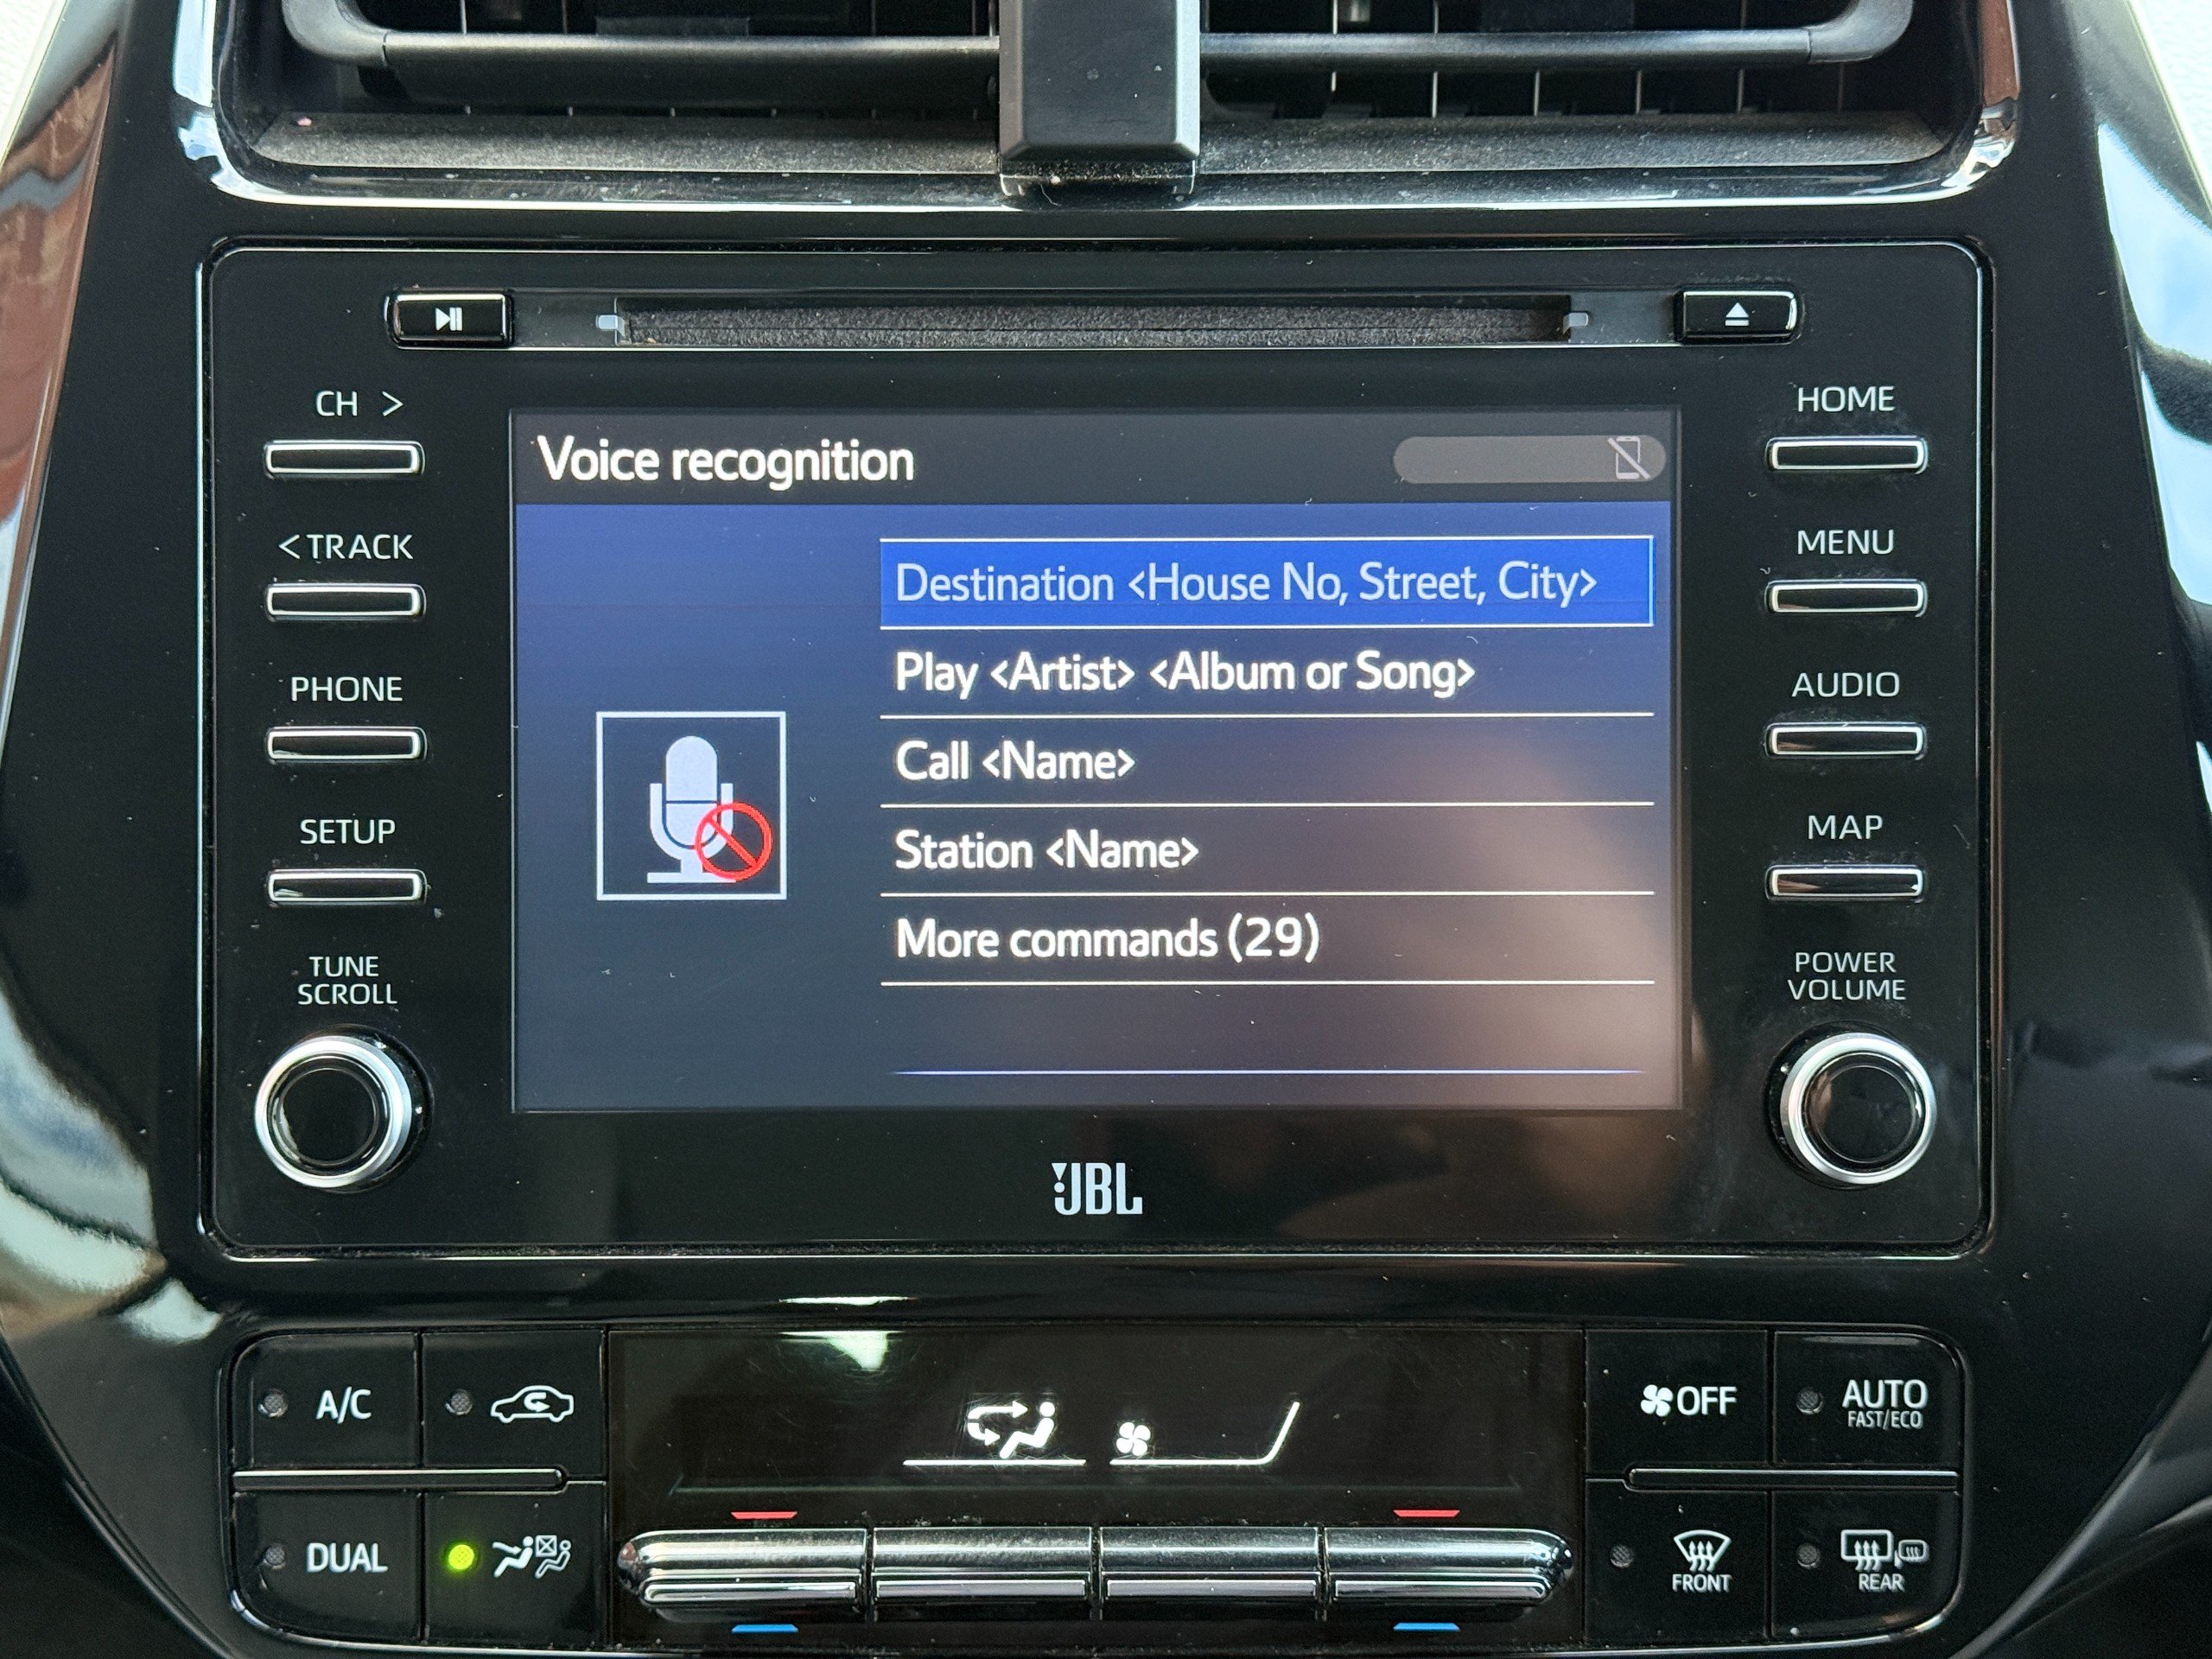 CH >
< TRACK
PHONE
SETUP
TUNE
SCROLL
Voice recognition
Destination <House No, Street, City>
Play <Artist> <Album or Song>
Call <Name>
Station <Name>
More commands (29)
HOME
MENU
AUDIO
MAP
POWER
VOLUME
JBL
A/C
DUAL
OFF
AUTO
FAST/ECO
FRONT
REAR